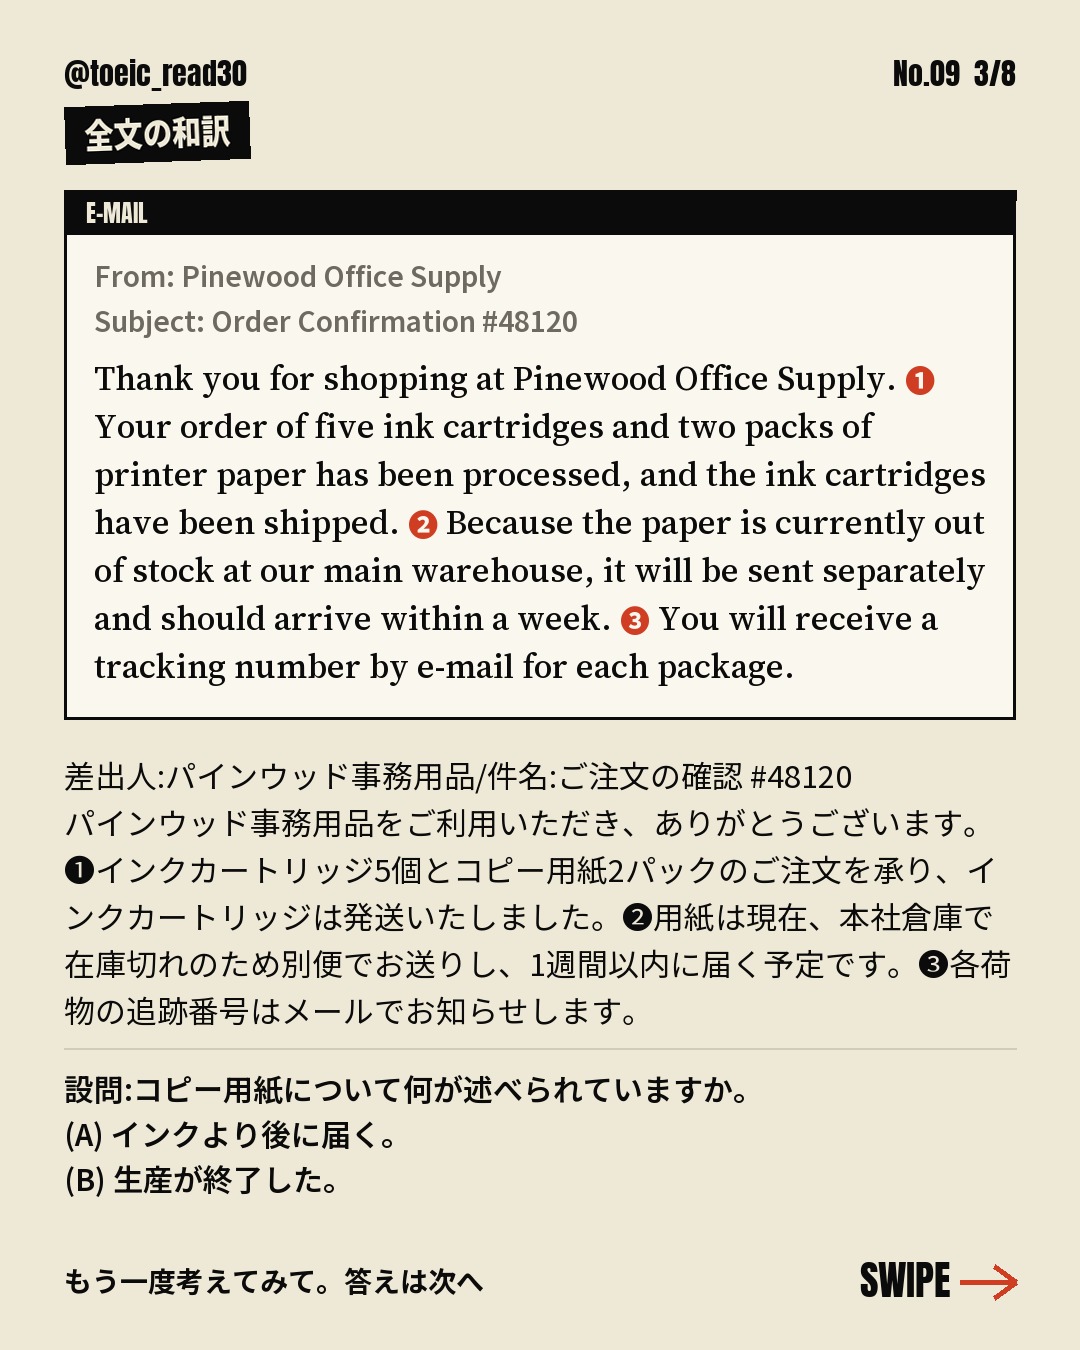 @toeic_read30
No.09 3/8
全文の和訳
E-MAIL
From: Pinewood Office Supply
Subject: Order Confirmation #48120
Thank you for shopping at Pinewood Office Supply. ❶
Your order of five ink cartridges and two packs of
printer paper has been processed, and the ink cartridges
have been shipped. ❷ Because the paper is currently out
of stock at our main warehouse, it will be sent separately
and should arrive within a week. ❸ You will receive a
tracking number by e-mail for each package.
差出人:パインウッド事務用品/件名:ご注文の確認 #48120
パインウッド事務用品をご利用いただき、ありがとうございます。
❶インクカートリッジ5個とコピー用紙2パックのご注文を承り、イ
ンクカートリッジは発送いたしました。❷用紙は現在、本社倉庫で
在庫切れのため別便でお送りし、1週間以内に届く予定です。❸各荷
物の追跡番号はメールでお知らせします。
設問:コピー用紙について何が述べられていますか。
(A) インクより後に届く。
(B) 生産が終了した。
もう一度考えてみて。答えは次へ
SWIPE